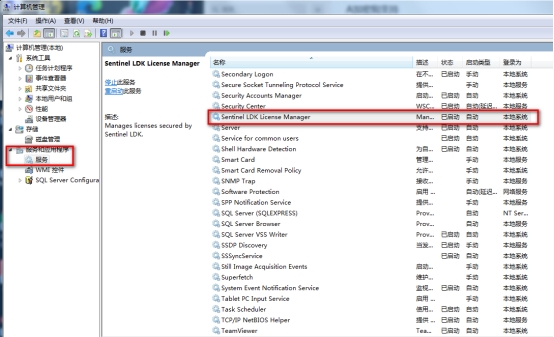 计算机管理
文件(F) 操作(A) 查看(V) 帮助(H)
计算机管理(本地)
系统工具
任务计划程序
事件查看器
共享文件夹
本地用户和组
性能
设备管理器
存储
磁盘管理
服务和应用程序
服务
WMI 控件
SQL Server Configura
服务
Sentinel LDK License Manager
停止此服务
重启动此服务
描述:
Manages licenses secured by
Sentinel LDK.
名称 描述 状态 启动类型 登录为
Secondary Logon 在不... 已启动 手动 本地系统
Secure Socket Tunneling Protocol Service 提供... 手动 本地服务
Security Accounts Manager 启动... 已启动 自动 本地系统
Security Center WSC... 已启动 自动(延迟... 本地服务
Sentinel LDK License Manager Man... 已启动 自动 本地系统
Server 支持... 已启动 自动 本地系统
Service for common users 已启动 自动 本地系统
Shell Hardware Detection 为自... 已启动 自动 本地系统
Smart Card 管理... 手动 本地服务
Smart Card Removal Policy 允许... 手动 本地系统
SNMP Trap 接收... 手动 本地服务
Software Protection 启用 ... 自动(延迟... 网络服务
SPP Notification Service 提供... 手动 本地服务
SQL Server (SQLEXPRESS) Prov... 自动 NT Ser...
SQL Server VSS Writer Prov... 已启动 自动 本地系统
SSDP Discovery 当发... 已启动 手动 本地服务
SSSyncService 已启动 自动 本地系统
Still Image Acquisition Events 启动... 手动 本地系统
Superfetch 维护... 手动 本地系统
System Event Notification Service 监视... 已启动 自动 本地系统
Tablet PC Input Service 启用 ... 手动 本地系统
Task Scheduler 使用... 已启动 自动 本地系统
TCP/IP NetBIOS Helper 提供 ... 已启动 自动 本地服务
TeamViewer Tea... 已启动 自动 本地系统